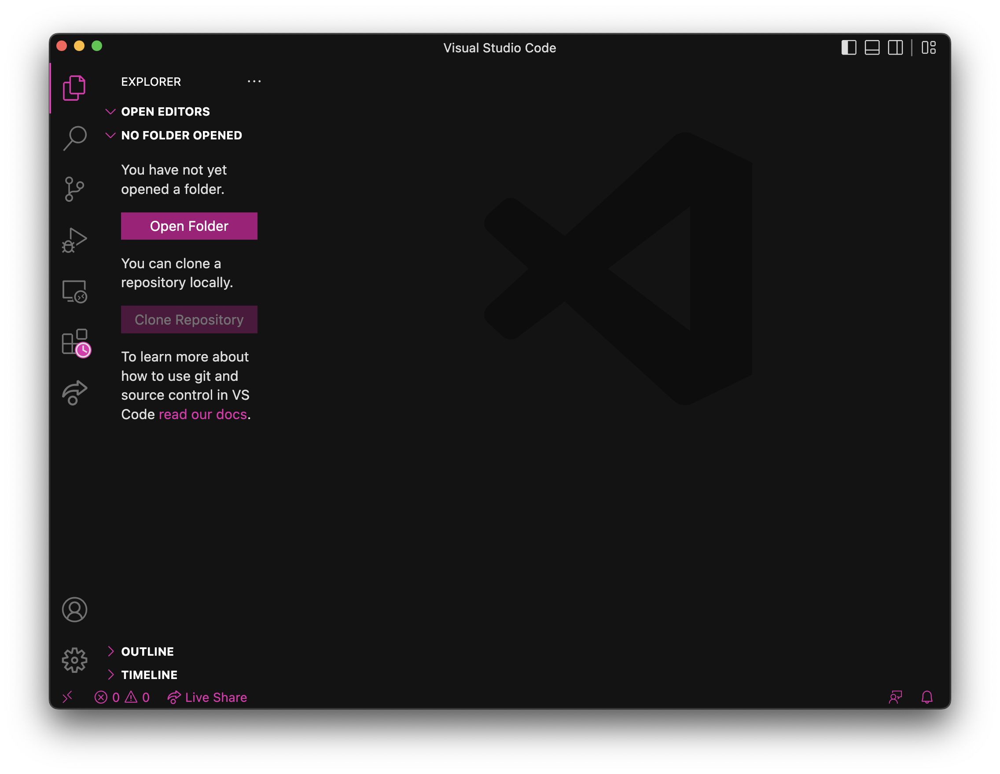 Visual Studio Code
EXPLORER
OPEN EDITORS
NO FOLDER OPENED
You have not yet
opened a folder.
Open Folder
You can clone a
repository locally.
Clone Repository
To learn more about
how to use git and
source control in VS
Code read our docs.
OUTLINE
TIMELINE
0 0 Live Share